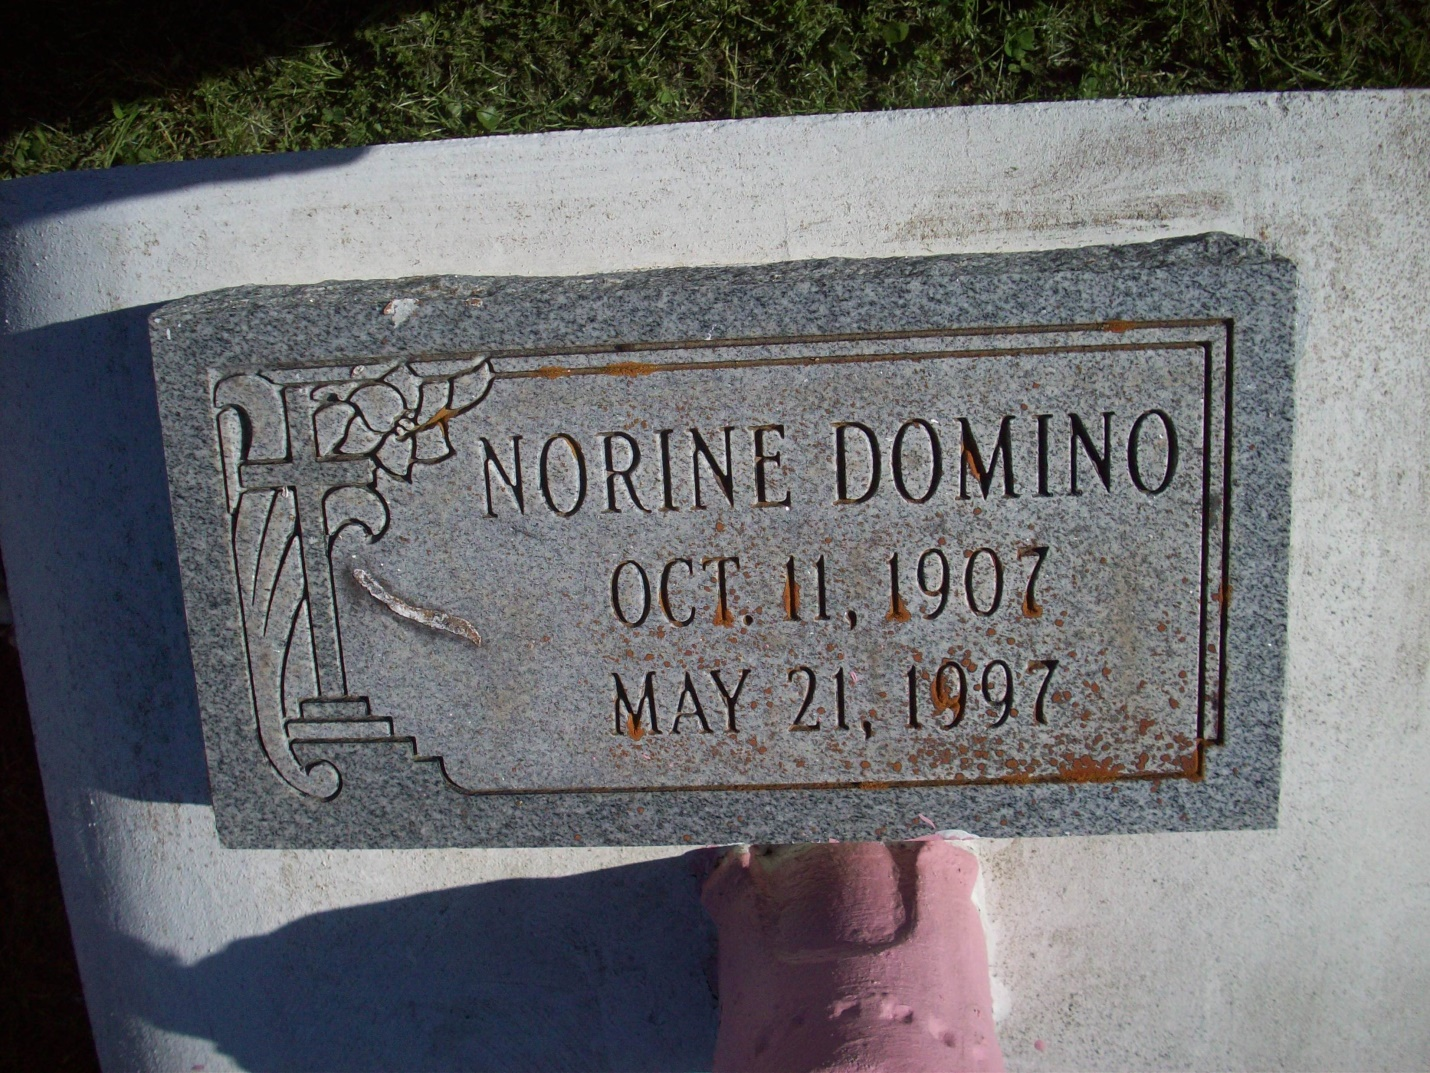 NORINE DOMINO
OCT. 11, 1907
MAY 21, 1997